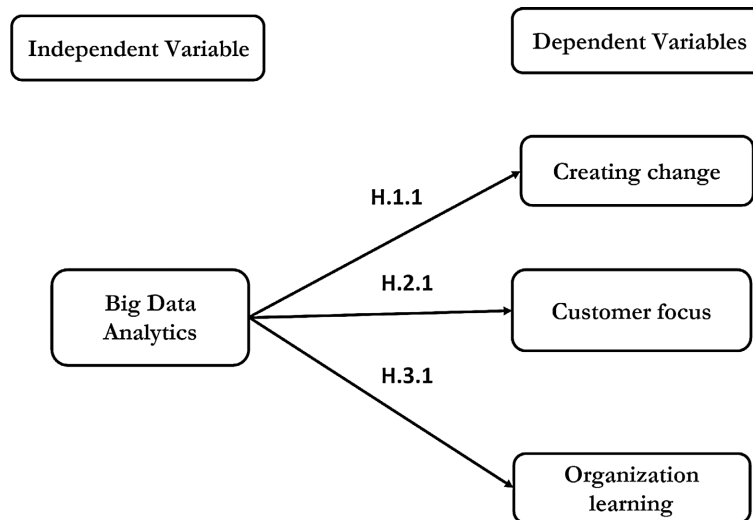 Independent Variable
Dependent Variables
Creating change
H.1.1
Big Data
Analytics
H.2.1
Customer focus
H.3.1
Organization
learning